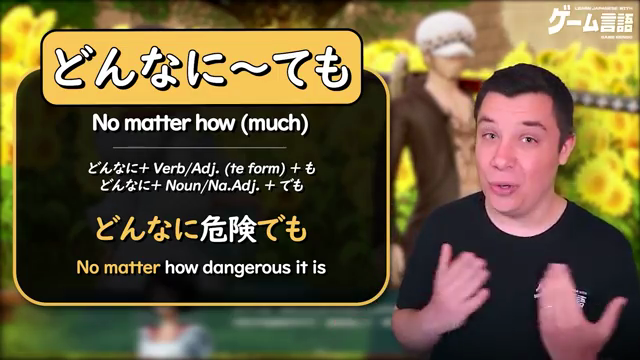 LEARN JAPANESE WITH
ゲーム言語
GAME GENGO
どんなに～ても
No matter how (much)
どんなに+ Verb/Adj. (te form) + も
どんなに+ Noun/Na.Adj. + でも
どんなに危険でも
No matter how dangerous it is